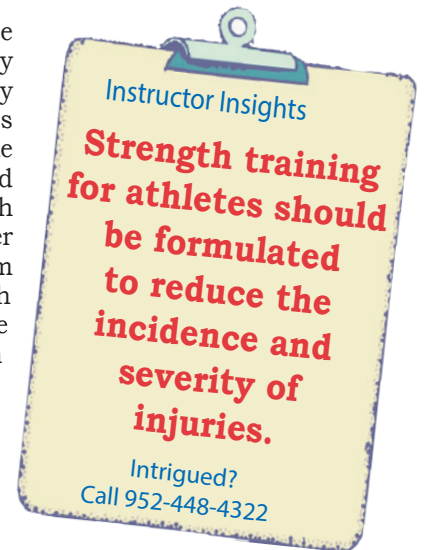 Instructor Insights
Strength training
for athletes should
be formulated
to reduce the
incidence and
severity of
injuries.
Intrigued?
Call 952-448-4322